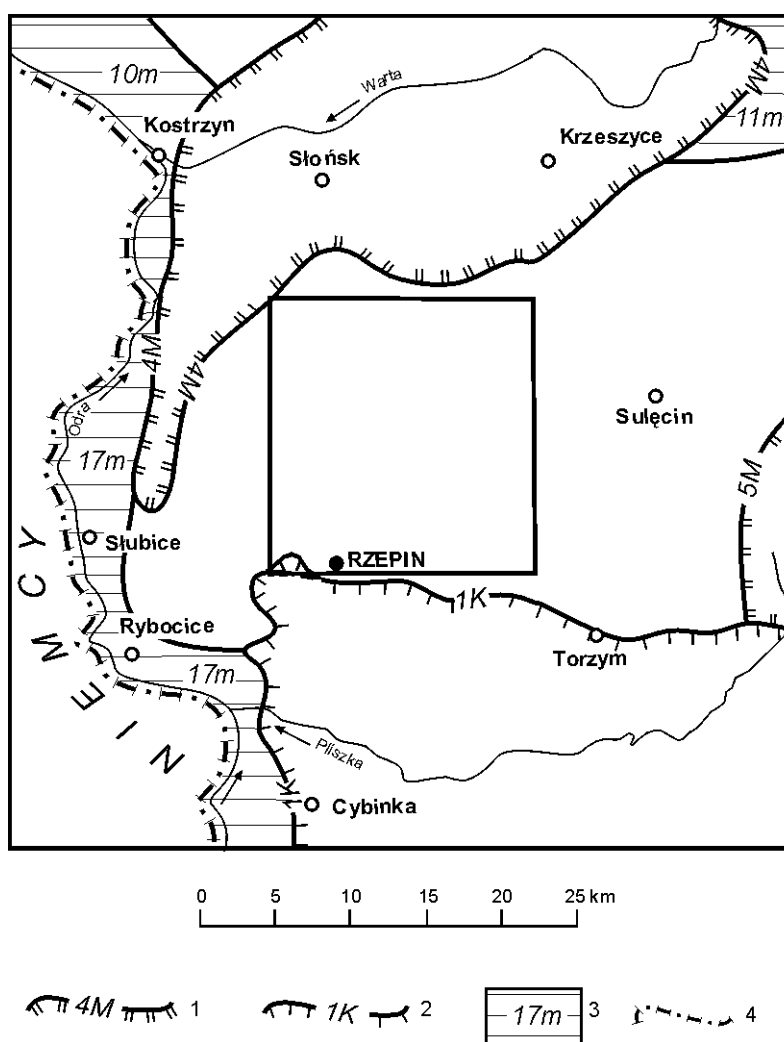 10m
4M
11m
Warta
Kostrzyn
Słońsk
Krzeszyce
4M
4M
Odra
Sulęcin
17m
5M
Słubice
RZEPIN
1K
Rybocice
Torzym
17m
NIEMCY
Pliszka
1K
Cybinka
0 5 10 15 20 25 km
4M 1 1K 2 17m 3 4